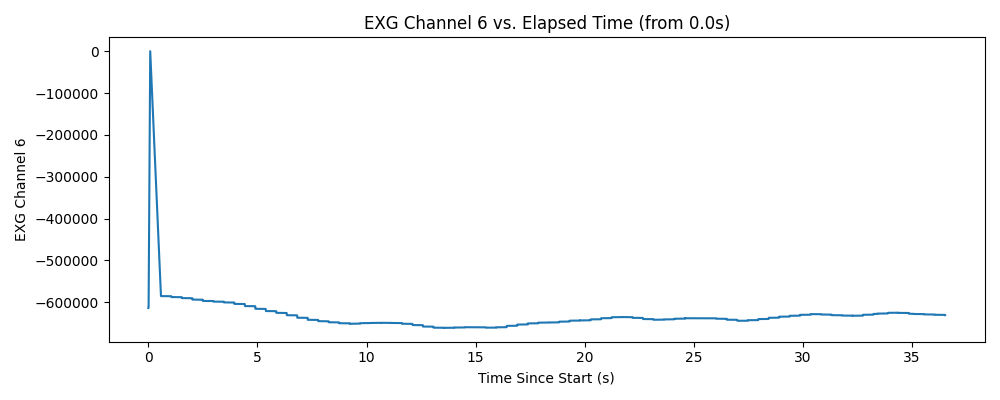 EXG Channel 6 vs. Elapsed Time (from 0.0s)
EXG Channel 6
0
−100000
−200000
−300000
−400000
−500000
−600000
0 5 10 15 20 25 30 35
Time Since Start (s)